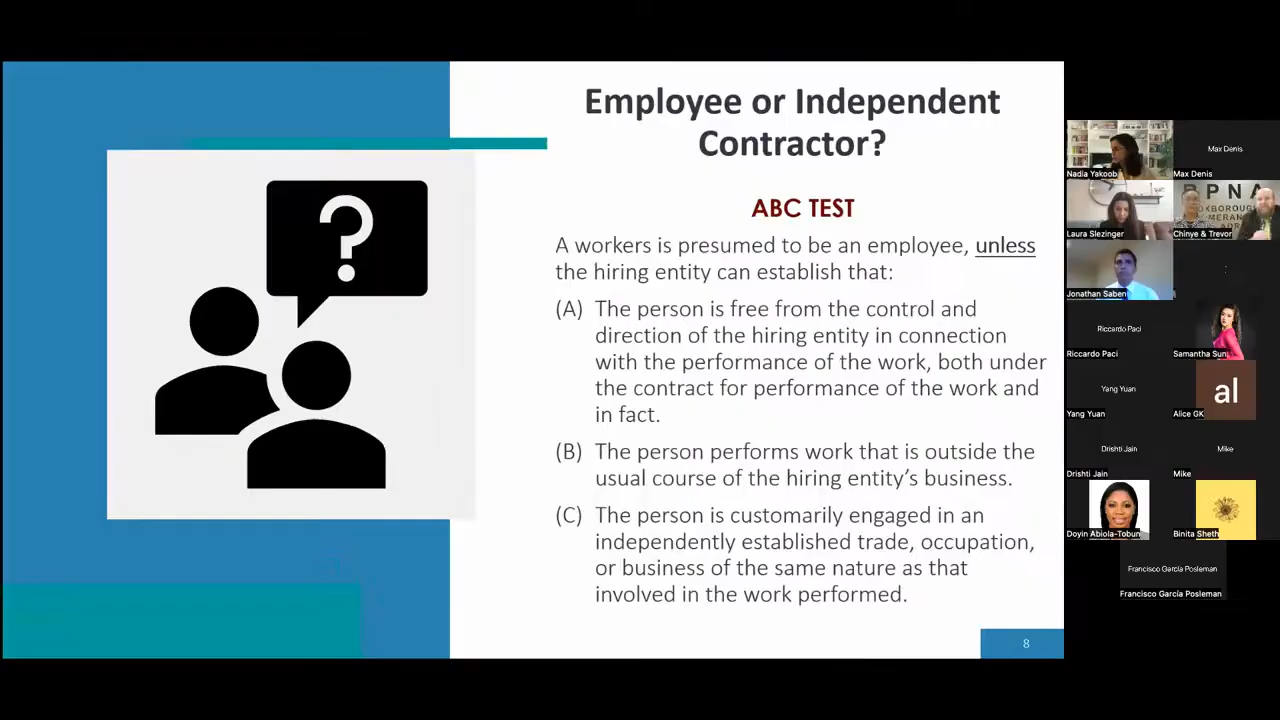 Employee or Independent
Contractor?
ABC TEST
A workers is presumed to be an employee, unless
the hiring entity can establish that:
(A) The person is free from the control and
direction of the hiring entity in connection
with the performance of the work, both under
the contract for performance of the work and
in fact.
(B) The person performs work that is outside the
usual course of the hiring entity’s business.
(C) The person is customarily engaged in an
independently established trade, occupation,
or business of the same nature as that
involved in the work performed.
8
?
Nadia Yakoob
Max Denis
Max Denis
Laura Slezinger
BPNA
Chinye & Trevor
Jonathan Saben
Riccardo Paci
Riccardo Paci
Samantha Sun
Yang Yuan
Yang Yuan
al
Alice GK
Drishti Jain
Drishti Jain
Mike
Mike
Doyin Abiola-Tobun
Binita Sheth
Francisco García Posleman
Francisco García Posleman